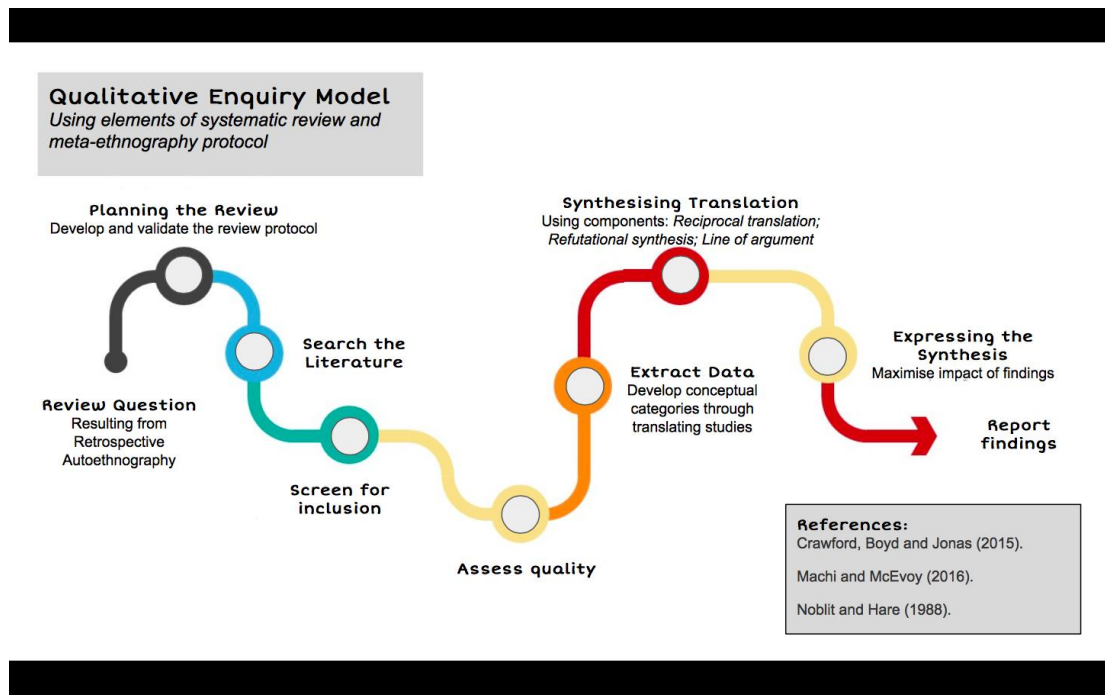 Qualitative Enquiry Model
Using elements of systematic review and
meta-ethnography protocol
Planning the Review
Develop and validate the review protocol
Review Question
Resulting from
Retrospective
Autoethnography
Search the
Literature
Screen for
inclusion
Assess quality
Extract Data
Develop conceptual
categories through
translating studies
Synthesising Translation
Using components: Reciprocal translation;
Refutational synthesis; Line of argument
Expressing the
Synthesis
Maximise impact of findings
Report
findings
References:
Crawford, Boyd and Jonas (2015).
Machi and McEvoy (2016).
Noblit and Hare (1988).